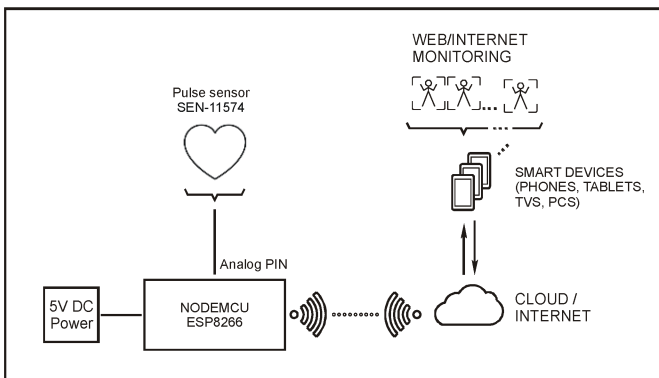 WEB/INTERNET
MONITORING
Pulse sensor
SEN-11574
SMART DEVICES
(PHONES, TABLETS,
TVS, PCS)
Analog PIN
5V DC
Power
NODEMCU
ESP8266
CLOUD /
INTERNET